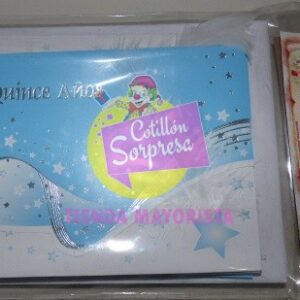 Quince Años
Cotillón
Sorpresa
TIENDA MAYORISTA